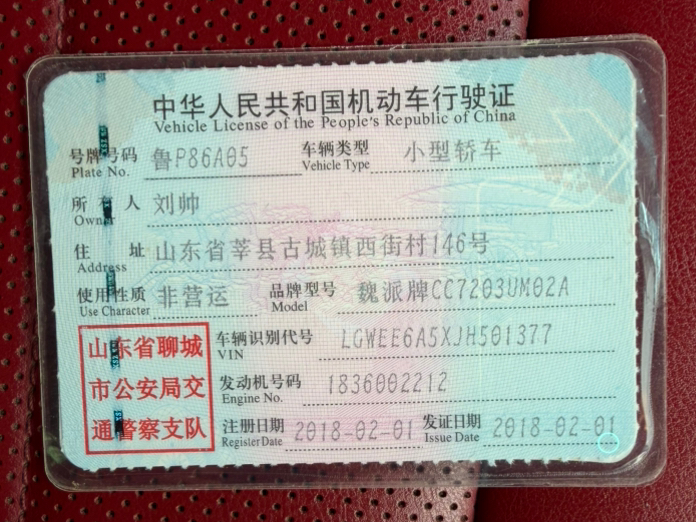 中华人民共和国机动车行驶证
Vehicle License of the People's Republic of China
号牌号码 鲁P86A05 车辆类型 小型轿车
Plate No. Vehicle Type
所有人 刘帅
Owner
住址 山东省莘县古城镇西街村146号
Address
使用性质 非营运 品牌型号 魏派牌CC7203UM02A
Use Character Model
山东省聊城 车辆识别代号 LGWEE6A5XJH501377
VIN
市公安局交 发动机号码 1836002212
Engine No.
通警察支队 注册日期 2018-02-01 发证日期 2018-02-01
Register Date Issue Date